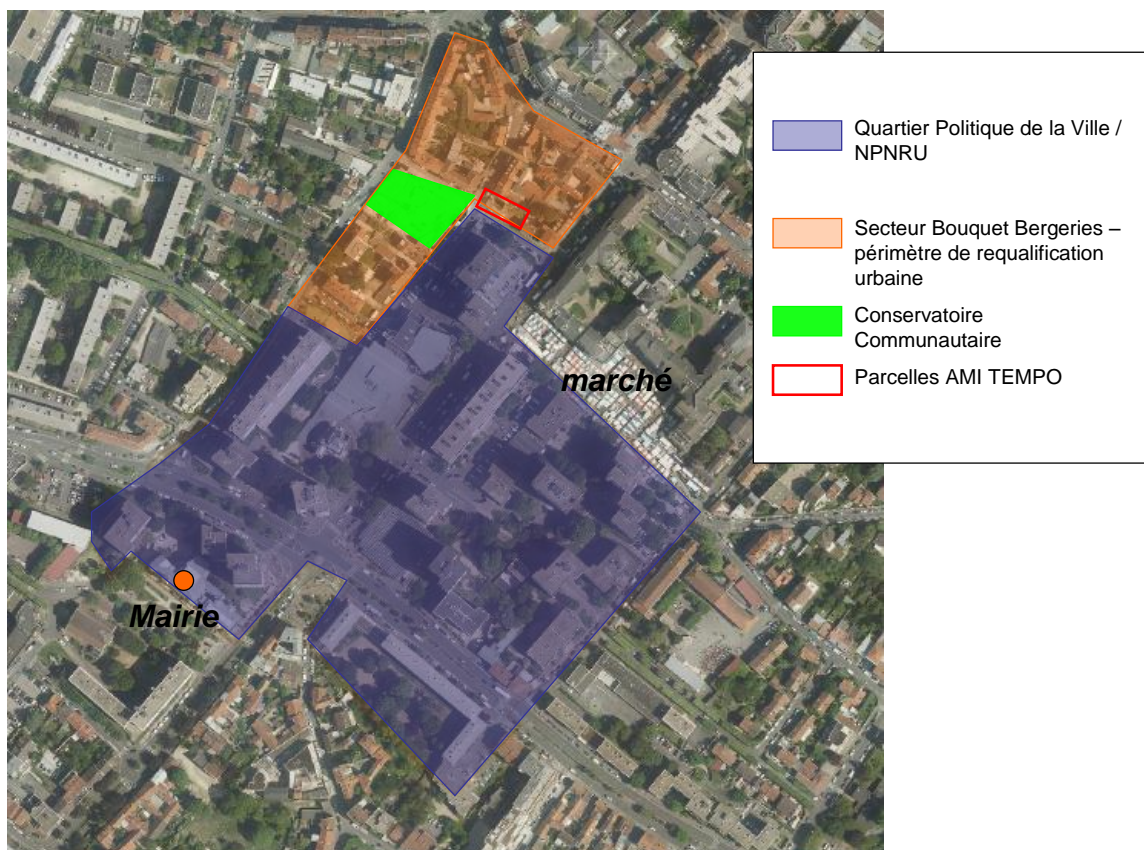 Quartier Politique de la Ville /
NPNRU
Secteur Bouquet Bergeries –
périmètre de requalification
urbaine
Conservatoire
Communautaire
Parcelles AMI TEMPO
marché
Mairie